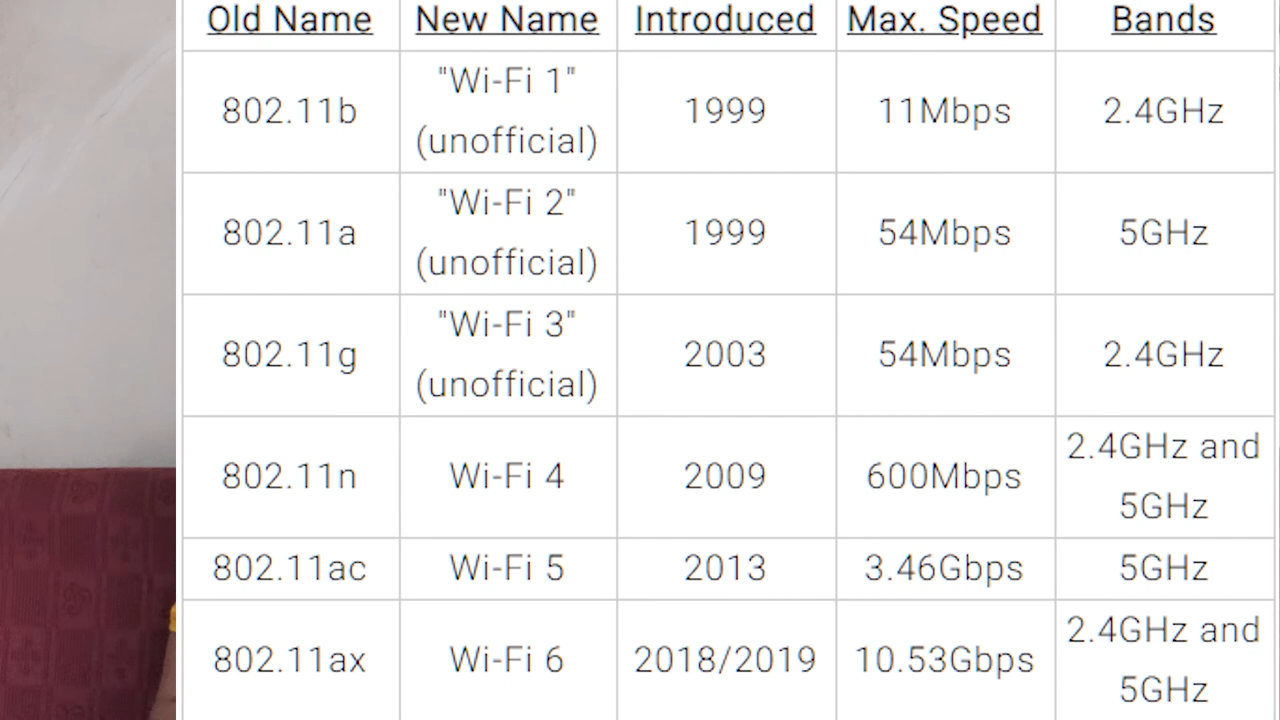 Old Name New Name Introduced Max. Speed Bands
802.11b "Wi-Fi 1" (unofficial) 1999 11Mbps 2.4GHz
802.11a "Wi-Fi 2" (unofficial) 1999 54Mbps 5GHz
802.11g "Wi-Fi 3" (unofficial) 2003 54Mbps 2.4GHz
802.11n Wi-Fi 4 2009 600Mbps 2.4GHz and 5GHz
802.11ac Wi-Fi 5 2013 3.46Gbps 5GHz
802.11ax Wi-Fi 6 2018/2019 10.53Gbps 2.4GHz and 5GHz